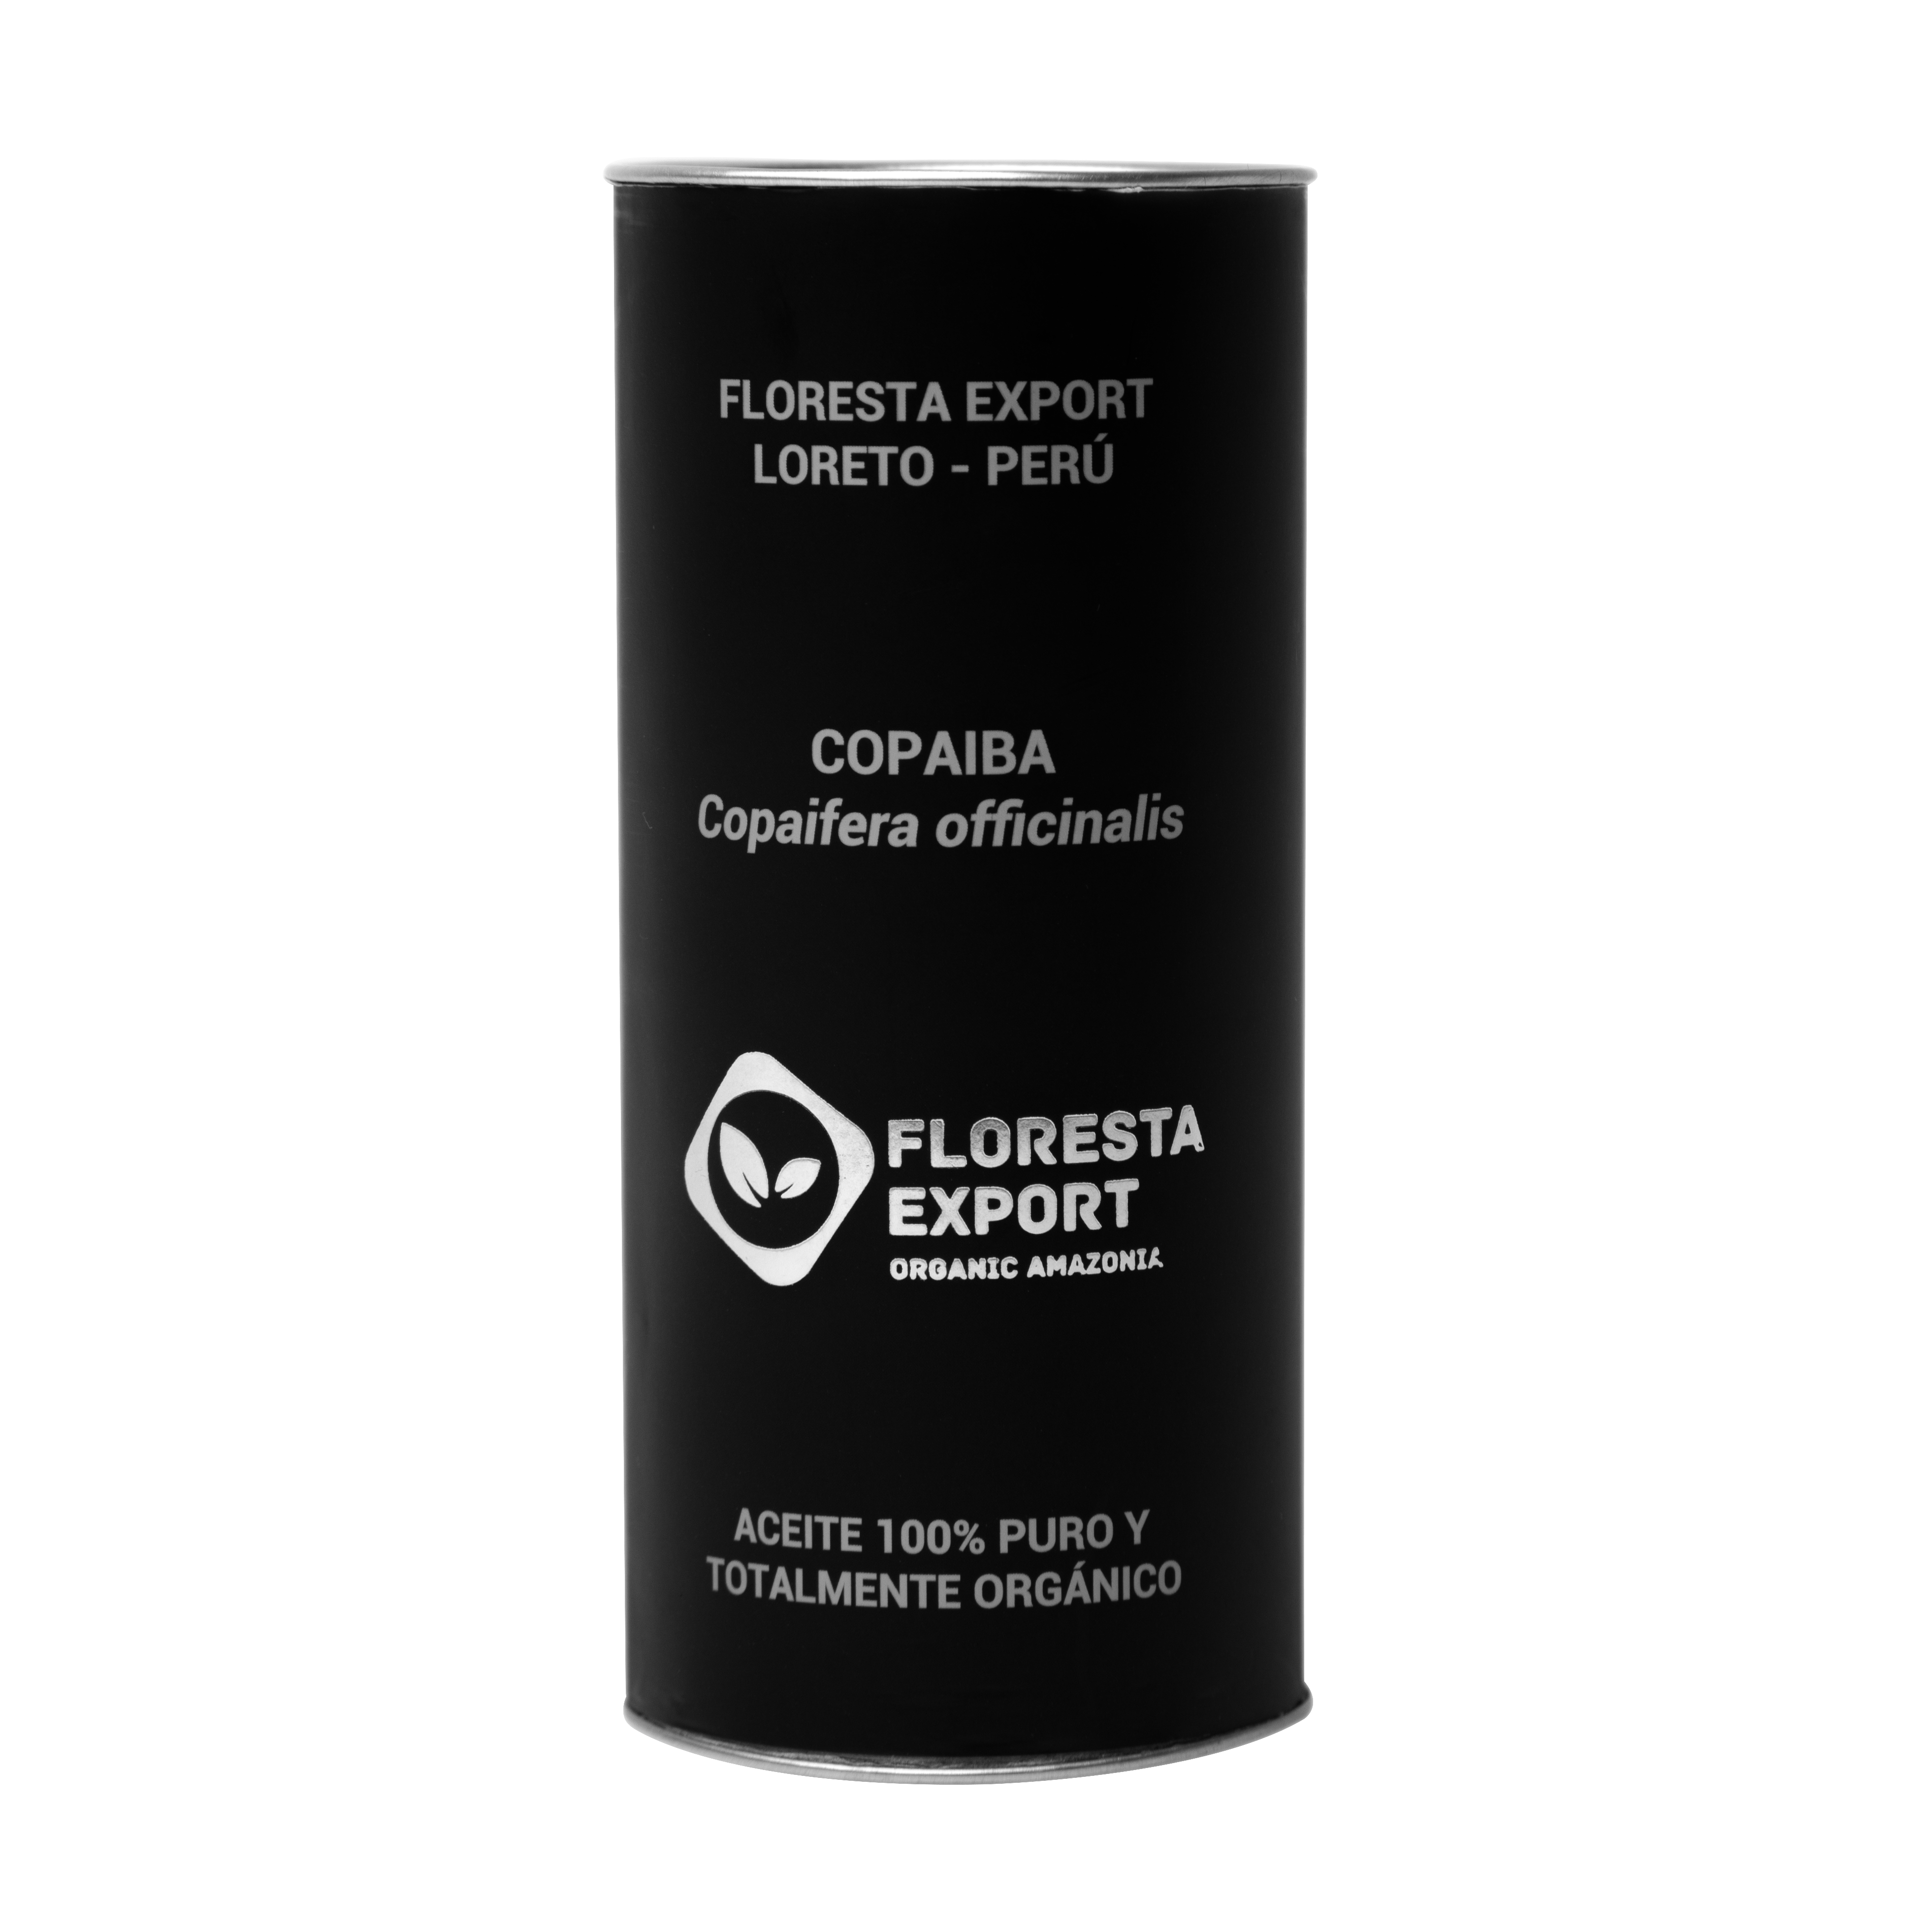 FLORESTA EXPORT
LORETO - PERÚ
COPAIBA
Copaifera officinalis
FLORESTA
EXPORT
ORGANIC AMAZONIA
ACEITE 100% PURO Y
TOTALMENTE ORGÁNICO